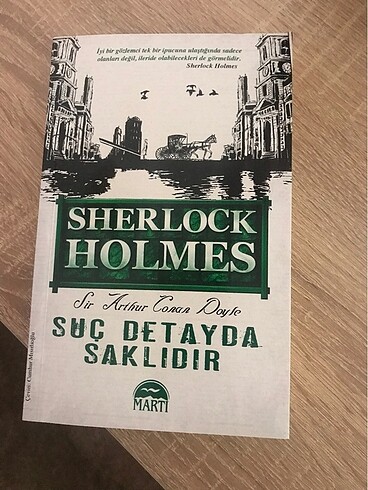 İyi bir gözlemci tek bir ipucuna ulaştığında sadece
olanları değil, ileride olabilecekleri de görmelidir.
Sherlock Holmes
SHERLOCK
HOLMES
Sir Arthur Conan Doyle
SUÇ DETAYDA
SAKLIDIR
MARTI